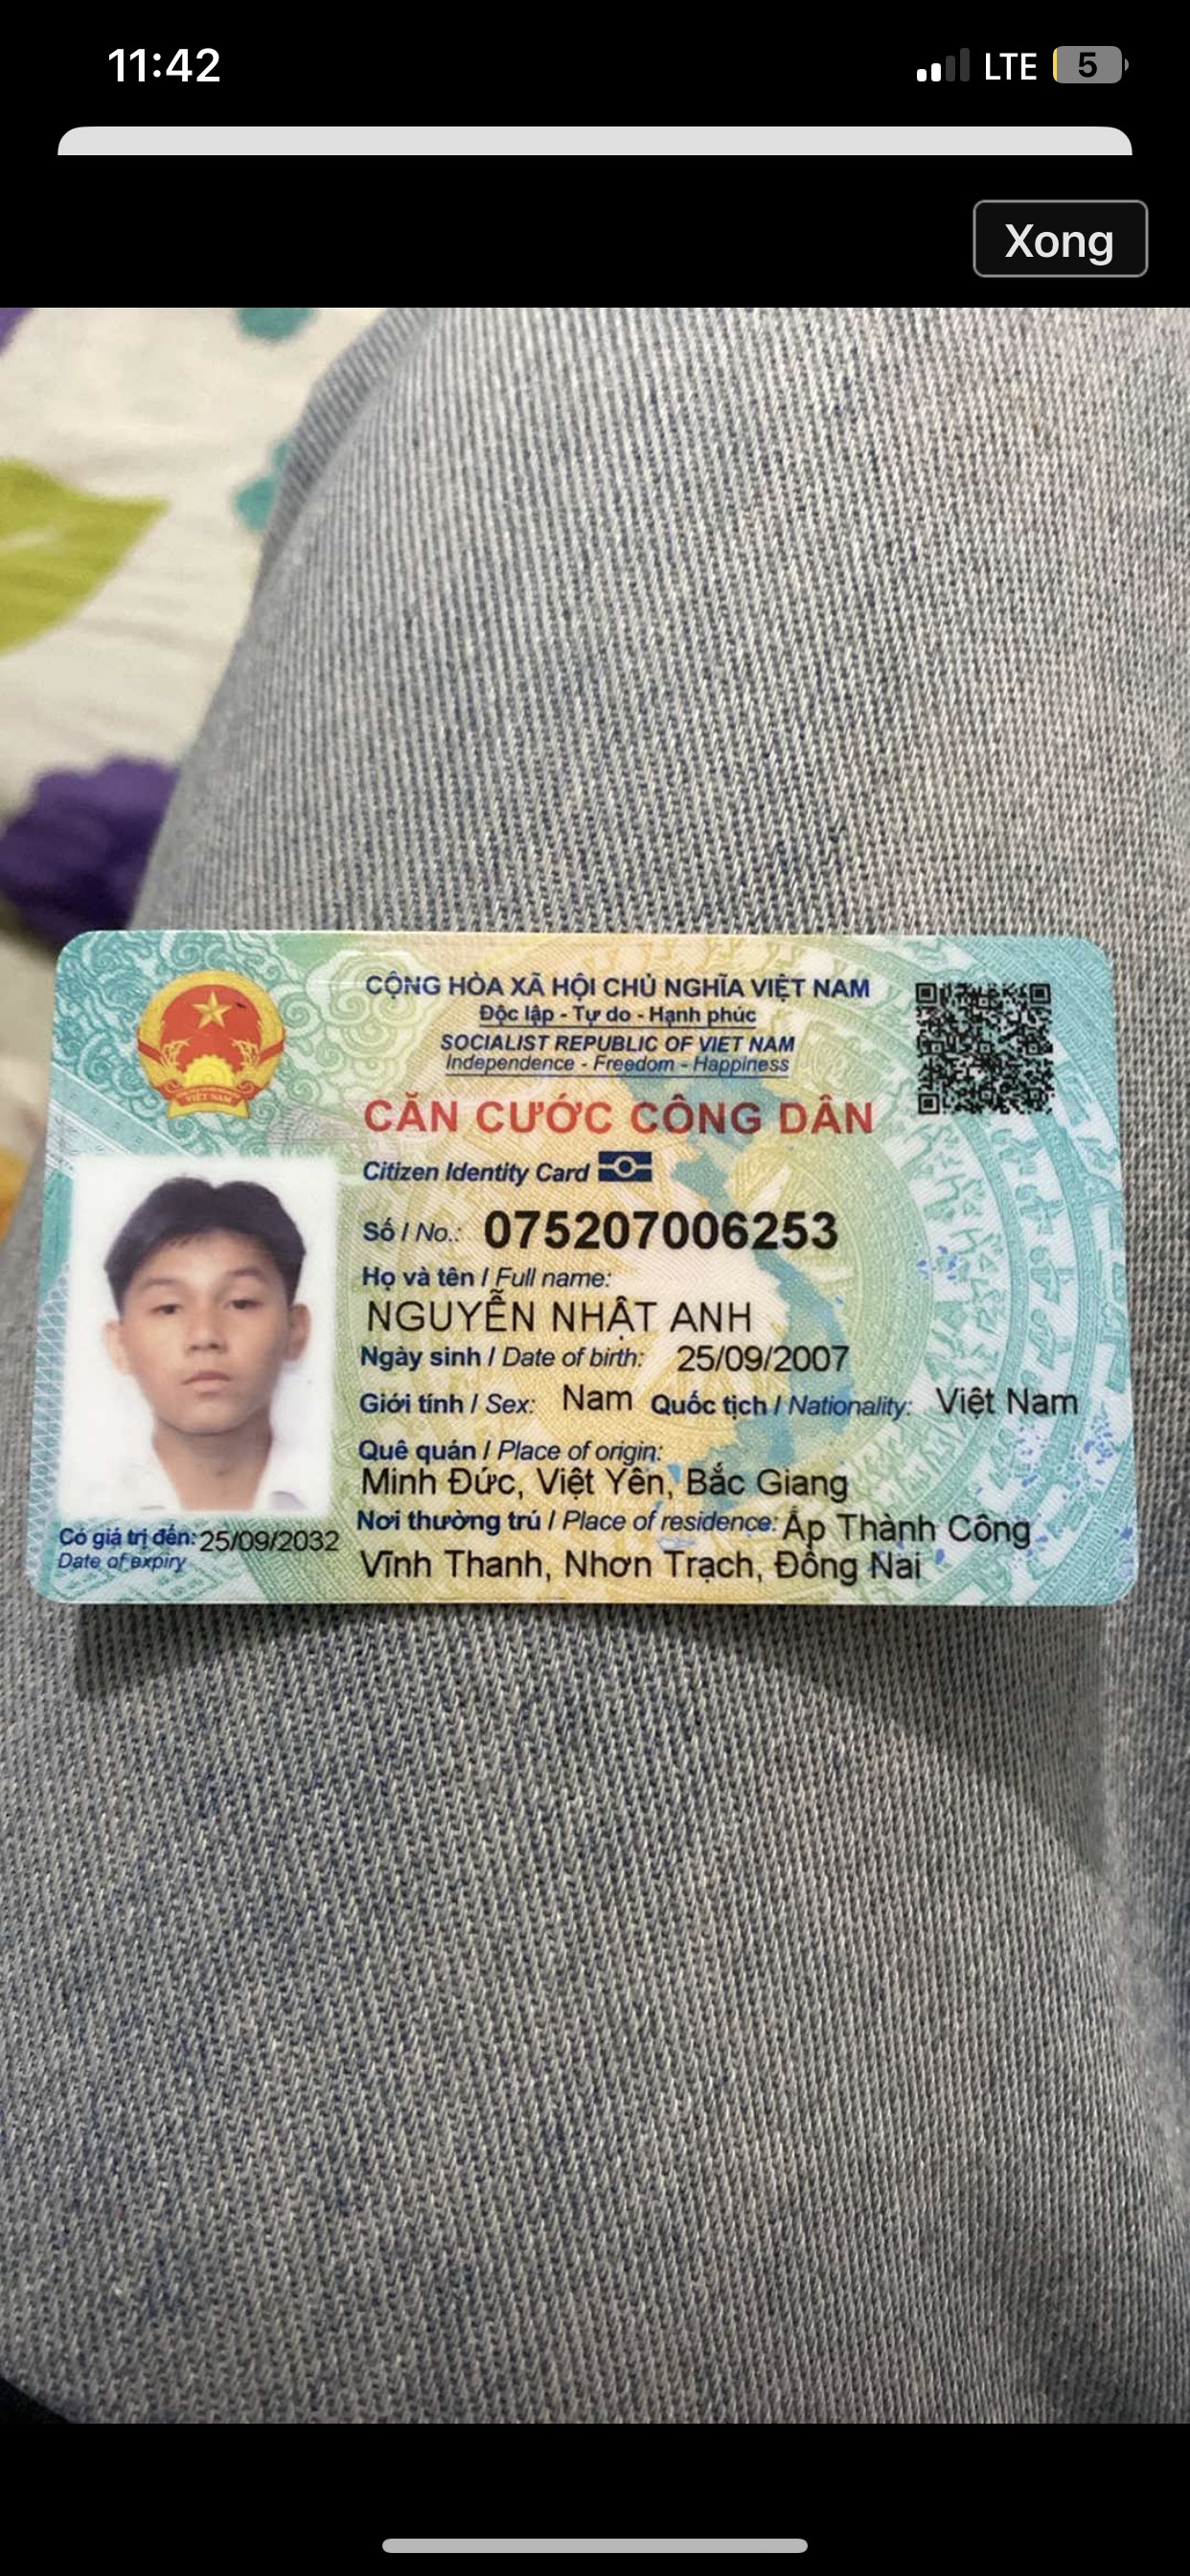 11:42
LTE 5
Xong
CỘNG HÒA XÃ HỘI CHỦ NGHĨA VIỆT NAM
Độc lập - Tự do - Hạnh phúc
SOCIALIST REPUBLIC OF VIET NAM
Independence - Freedom - Happiness
CĂN CƯỚC CÔNG DÂN
Citizen Identity Card
Số / No.: 075207006253
Họ và tên / Full name:
NGUYỄN NHẬT ANH
Ngày sinh / Date of birth: 25/09/2007
Giới tính / Sex: Nam Quốc tịch / Nationality: Việt Nam
Quê quán / Place of origin:
Minh Đức, Việt Yên, Bắc Giang
Nơi thường trú / Place of residence: Ấp Thành Công
Vĩnh Thanh, Nhơn Trạch, Đồng Nai
Có giá trị đến: 25/09/2032
Date of expiry
VIỆT NAM